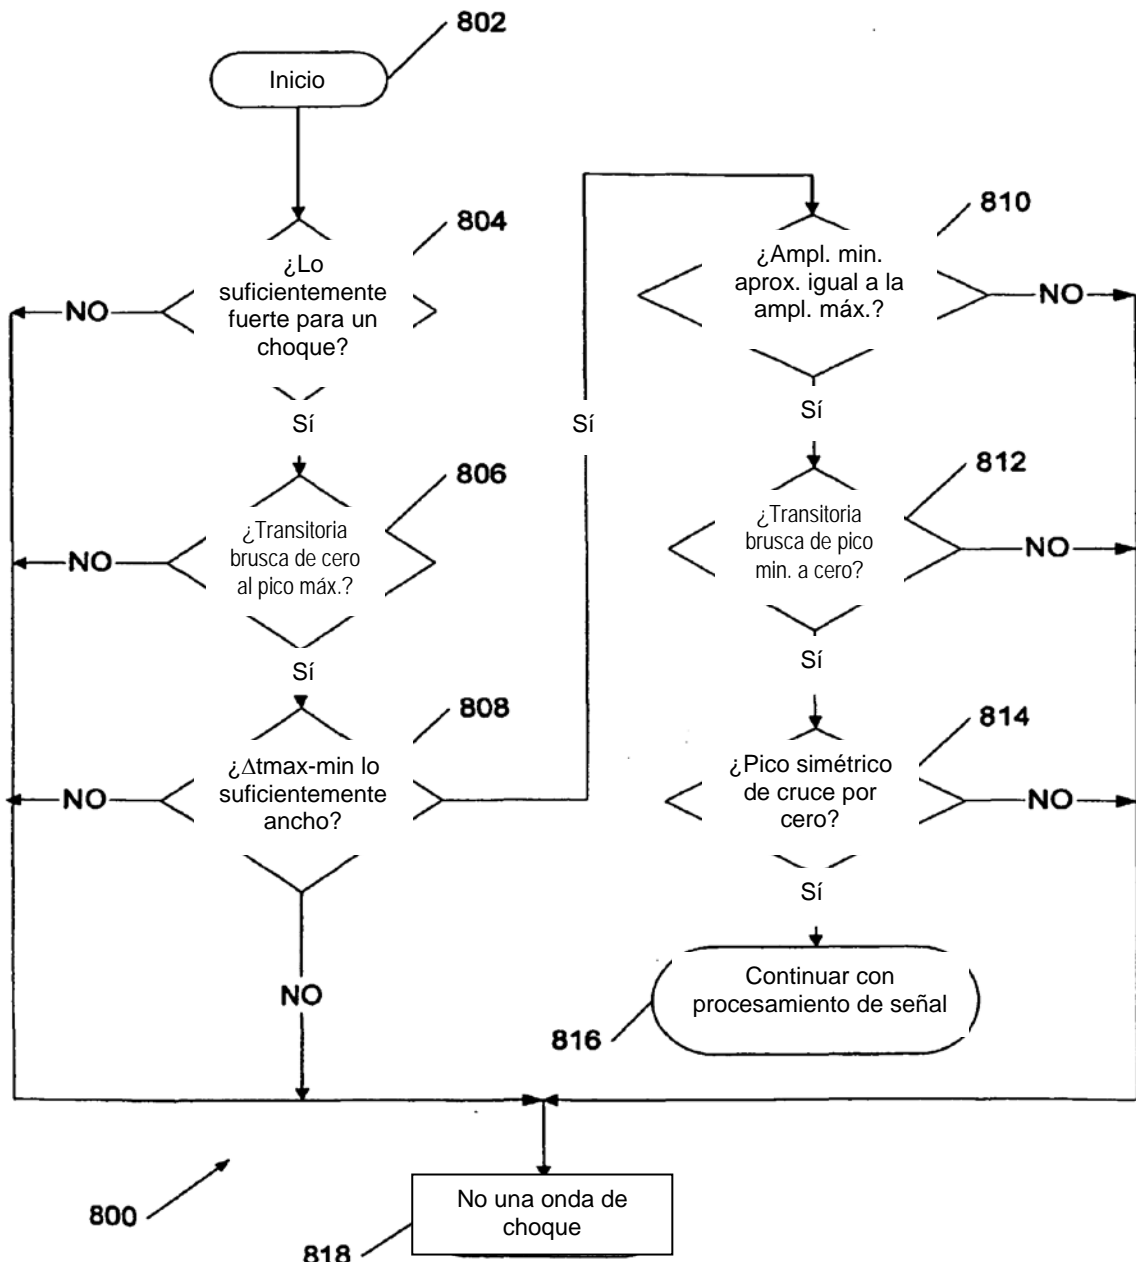 802
Inicio
804
¿Lo
suficientemente
fuerte para un
choque?
NO
Sí
806
¿Transitoria
brusca de cero
al pico máx.?
NO
Sí
808
¿Δtmax-min lo
suficientemente
ancho?
NO
NO
Sí
810
¿Ampl. min.
aprox. igual a la
ampl. máx.?
NO
Sí
812
¿Transitoria
brusca de pico
min. a cero?
NO
Sí
814
¿Pico simétrico
de cruce por
cero?
NO
Sí
Continuar con
procesamiento de señal
816
No una onda de
choque
800
818